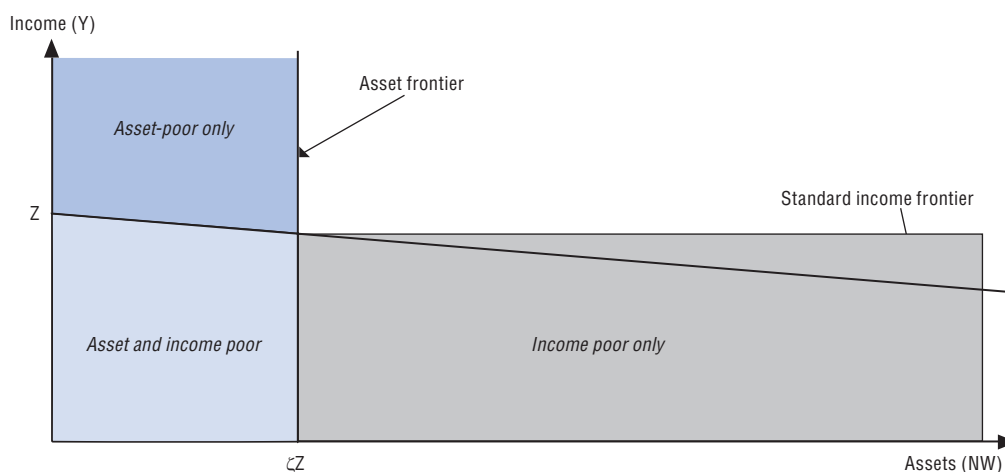 Income (Y)
Asset frontier
Asset-poor only
Standard income frontier
Z
Asset and income poor
Income poor only
ζZ
Assets (NW)